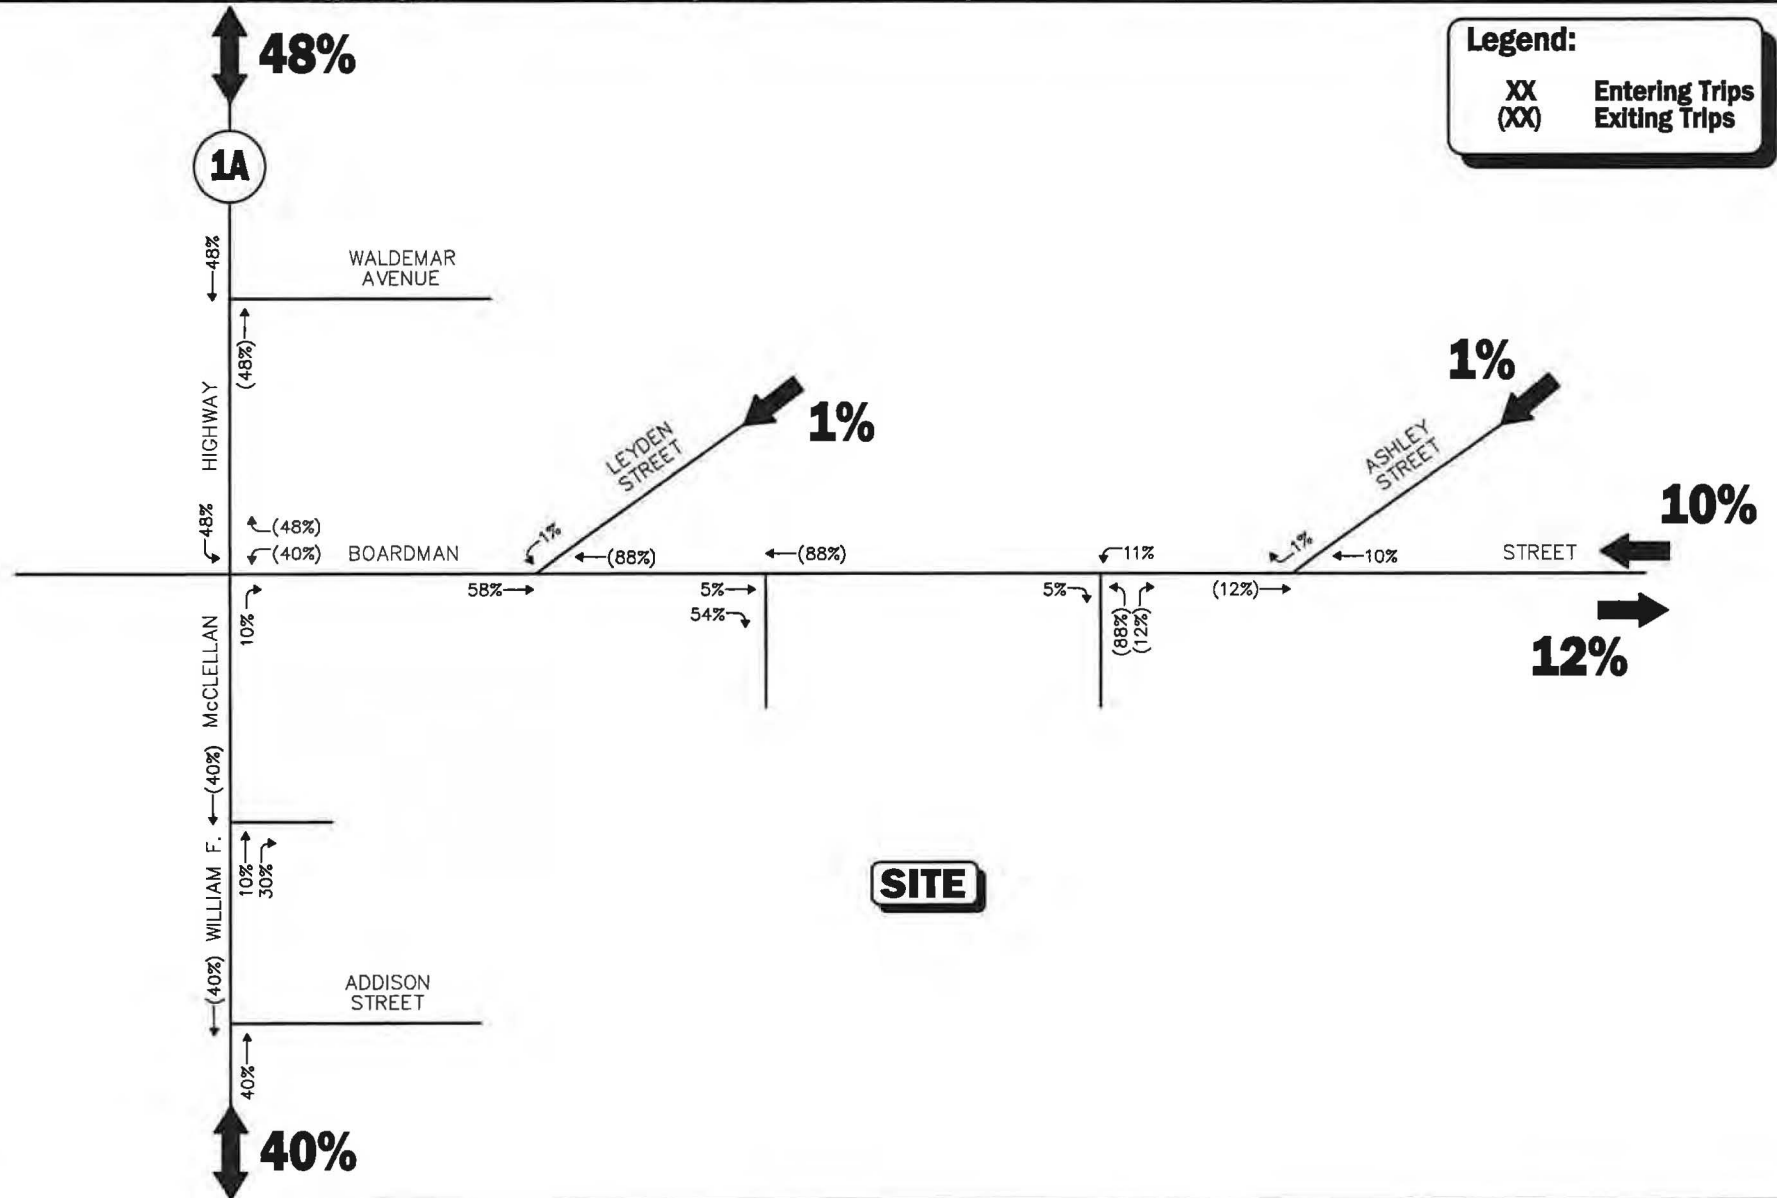 48%
Legend:
XX Entering Trips
(XX) Exiting Trips
1A
48%
WALDEMAR
AVENUE
(48%)
HIGHWAY
1%
1%
LEYDEN
STREET
ASHLEY
STREET
10%
48%
(48%)
(40%)
BOARDMAN
1%
(88%)
(88%)
11%
1%
10%
STREET
58%
5%
54%
5%
(88%)
(12%)
(12%)
12%
10%
McCLELLAN
(40%)
10%
30%
WILLIAM F.
SITE
(40%)
ADDISON
STREET
40%
40%